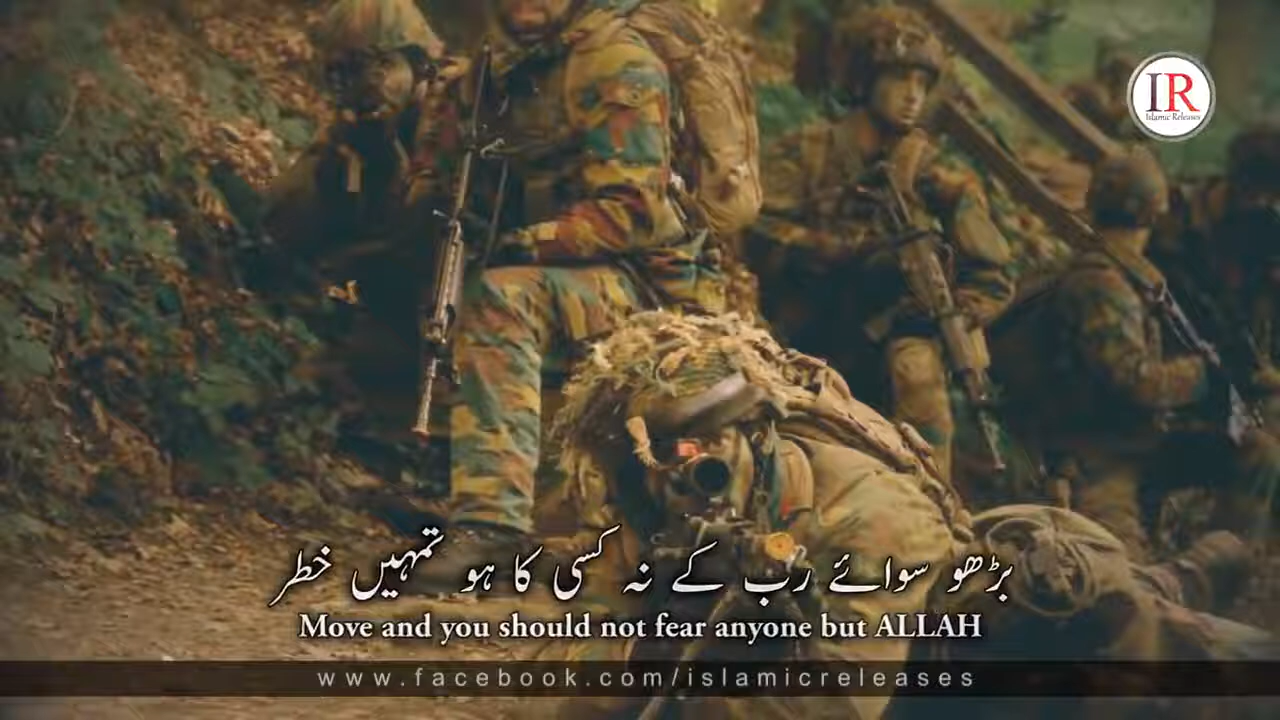 IR
Islamic Releases
بڑھو سوائے رب کے نہ کسی کا ہو تمہیں خطر
Move and you should not fear anyone but ALLAH
www.facebook.com/islamicreleases